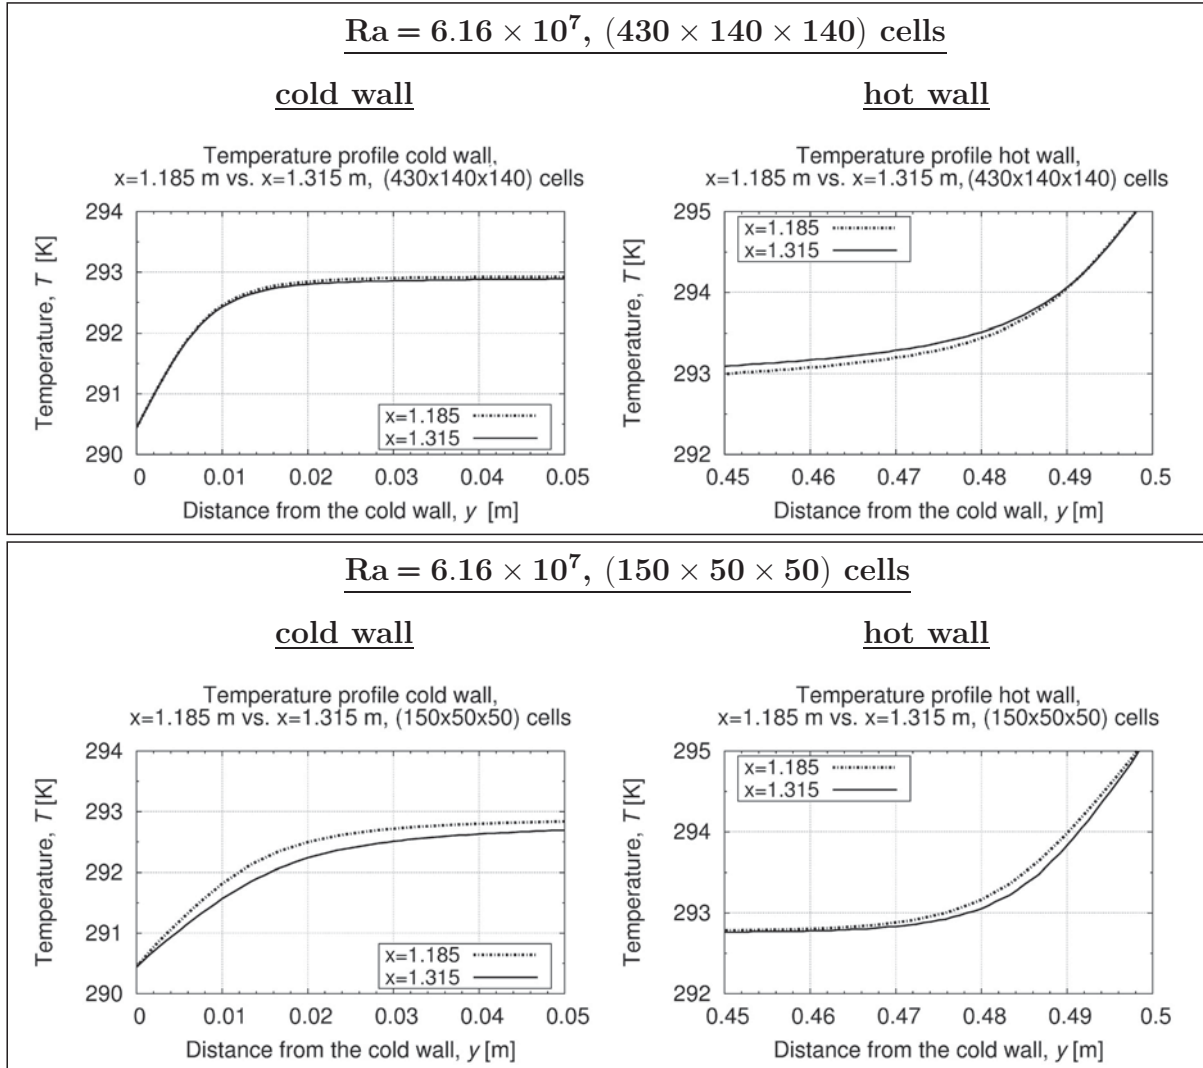 Ra = 6.16 × 10⁷, (430 × 140 × 140) cells
cold wall
Temperature profile cold wall,
x=1.185 m vs. x=1.315 m, (430x140x140) cells
294
293
292
291
290
Temperature, T [K]
x=1.185
x=1.315
0 0.01 0.02 0.03 0.04 0.05
Distance from the cold wall, y [m]
hot wall
Temperature profile hot wall,
x=1.185 m vs. x=1.315 m, (430x140x140) cells
295
294
293
292
Temperature, T [K]
x=1.185
x=1.315
0.45 0.46 0.47 0.48 0.49 0.5
Distance from the cold wall, y [m]
Ra = 6.16 × 10⁷, (150 × 50 × 50) cells
cold wall
Temperature profile cold wall,
x=1.185 m vs. x=1.315 m, (150x50x50) cells
294
293
292
291
290
Temperature, T [K]
x=1.185
x=1.315
0 0.01 0.02 0.03 0.04 0.05
Distance from the cold wall, y [m]
hot wall
Temperature profile hot wall,
x=1.185 m vs. x=1.315 m, (150x50x50) cells
295
294
293
292
Temperature, T [K]
x=1.185
x=1.315
0.45 0.46 0.47 0.48 0.49 0.5
Distance from the cold wall, y [m]